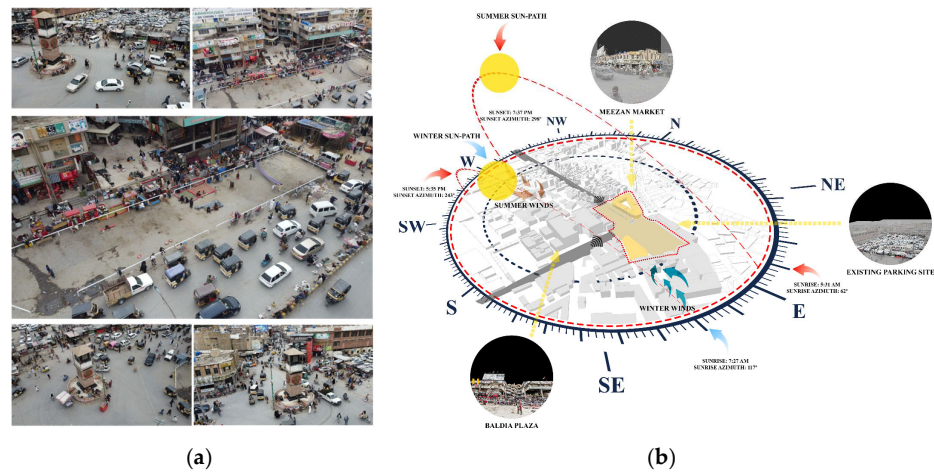 SUMMER SUN-PATH
SUNSET: 7:37 PM
SUNSET AZIMUTH: 298°
MEEZAN MARKET
NW
N
WINTER SUN-PATH
W
SUNSET: 5:35 PM
SUNSET AZIMUTH: 243°
SUMMER WINDS
NE
SW
EXISTING PARKING SITE
SUNRISE: 5:31 AM
SUNRISE AZIMUTH: 62°
S
E
WINTER WINDS
SUNRISE: 7:27 AM
SUNRISE AZIMUTH: 117°
SE
BALDIA PLAZA
(a)
(b)